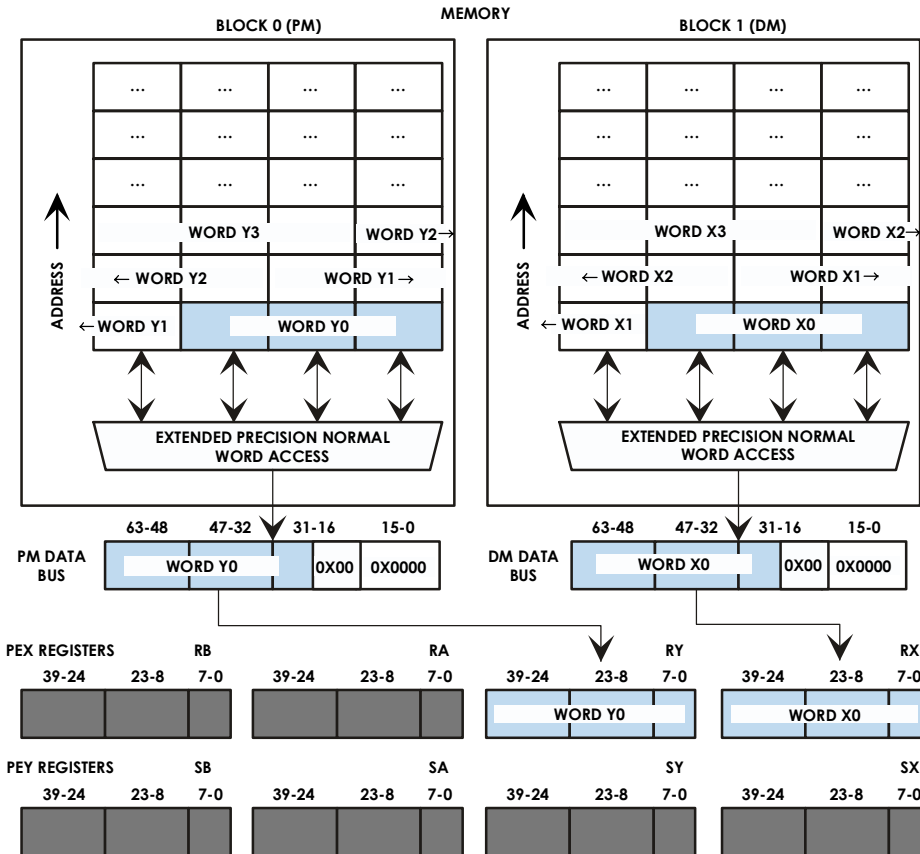 MEMORY
BLOCK 0 (PM) BLOCK 1 (DM)
... ... ... ... ... ... ... ...
... ... ... ... ... ... ... ...
... ... ... ... ... ... ... ...
WORD Y3 WORD Y2→ WORD X3 WORD X2→
←WORD Y2 WORD Y1→ ←WORD X2 WORD X1→
←WORD Y1 WORD Y0 ←WORD X1 WORD X0
ADDRESS ADDRESS
EXTENDED PRECISION NORMAL EXTENDED PRECISION NORMAL
WORD ACCESS WORD ACCESS
63-48 47-32 31-16 15-0 63-48 47-32 31-16 15-0
PM DATA WORD Y0 0X00 0X0000 DM DATA WORD X0 0X00 0X0000
BUS BUS
PEX REGISTERS RB RA RY RX
39-24 23-8 7-0 39-24 23-8 7-0 39-24 23-8 7-0 39-24 23-8 7-0
WORD Y0 WORD X0
PEY REGISTERS SB SA SY SX
39-24 23-8 7-0 39-24 23-8 7-0 39-24 23-8 7-0 39-24 23-8 7-0